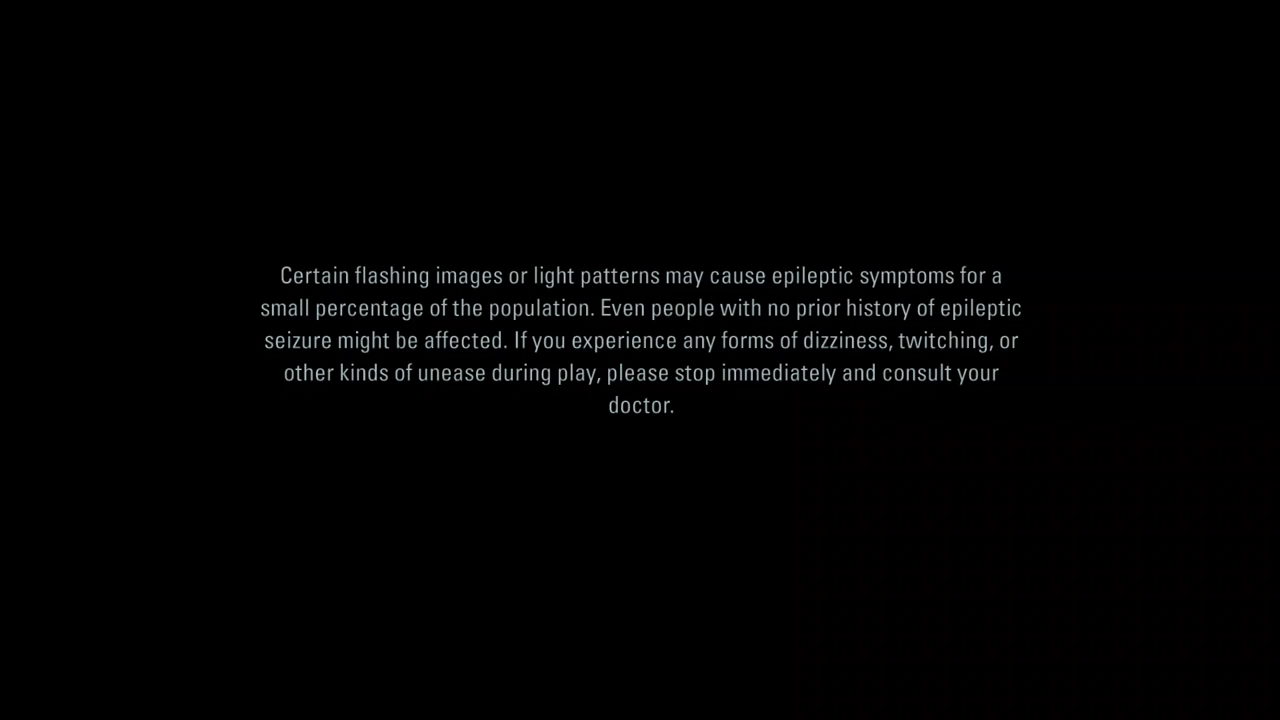 Certain flashing images or light patterns may cause epileptic symptoms for a
small percentage of the population. Even people with no prior history of epileptic
seizure might be affected. If you experience any forms of dizziness, twitching, or
other kinds of unease during play, please stop immediately and consult your
doctor.